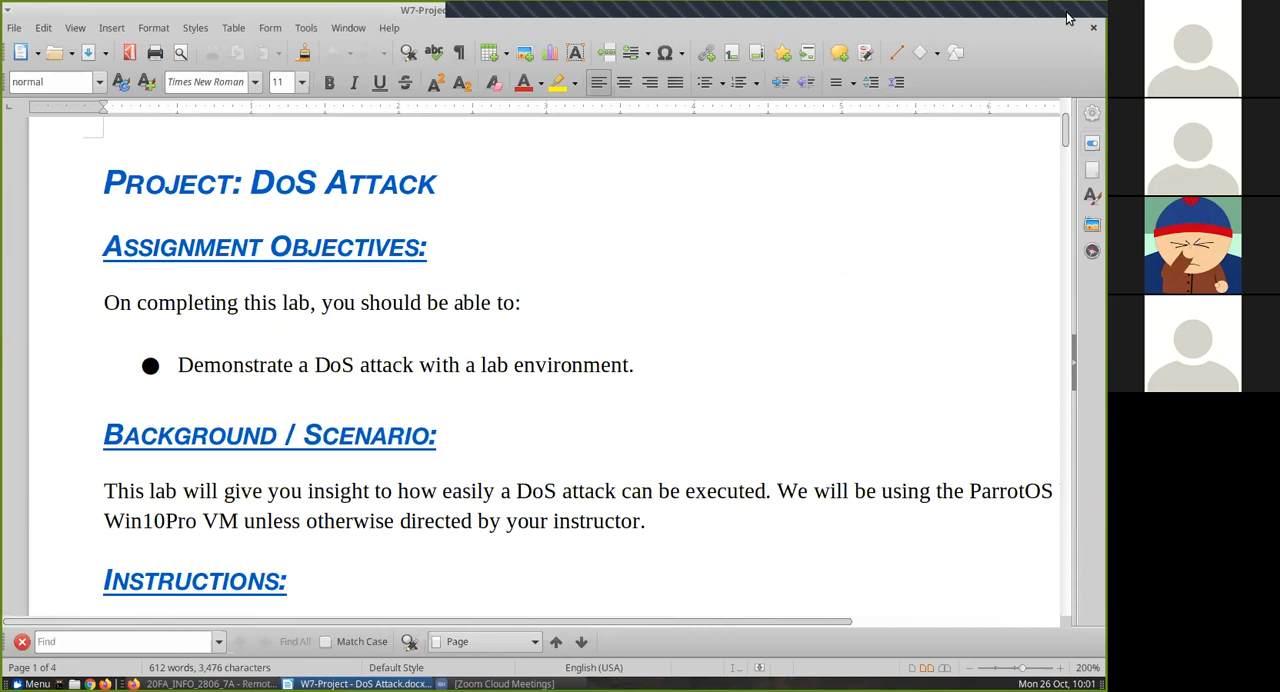 W7-Projec
File Edit View Insert Format Styles Table Form Tools Window Help
normal Times New Roman 11
2 3 4 5 6
PROJECT: DOS ATTACK
ASSIGNMENT OBJECTIVES:
On completing this lab, you should be able to:
Demonstrate a DoS attack with a lab environment.
BACKGROUND / SCENARIO:
This lab will give you insight to how easily a DoS attack can be executed. We will be using the ParrotOS
Win10Pro VM unless otherwise directed by your instructor.
INSTRUCTIONS:
Find Find All Match Case Page
Page 1 of 4 612 words, 3,476 characters Default Style English (USA) 200%
Menu 20FA_INFO_2806_7A - Remot... W7-Project - DoS Attack.docx... [Zoom Cloud Meetings] Mon 26 Oct, 10:01